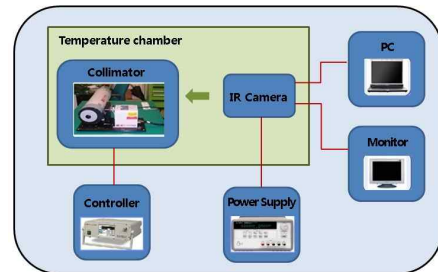 Temperature chamber
Collimator
IR Camera
PC
Monitor
Controller
Power Supply